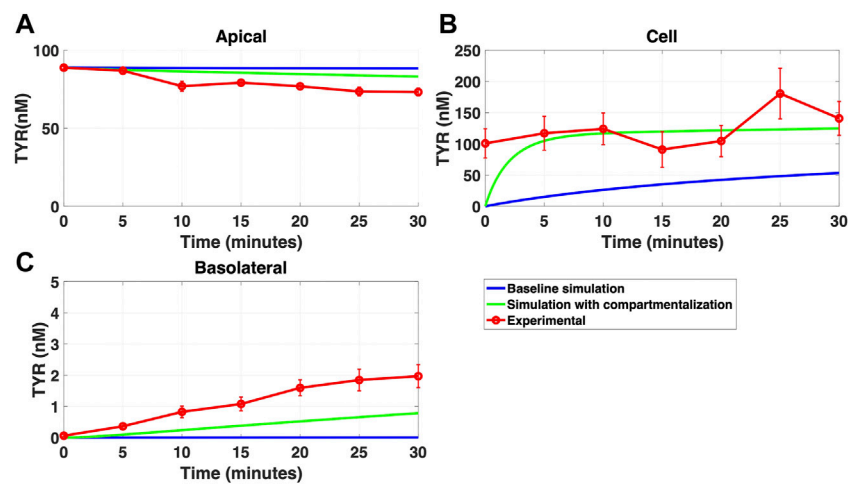 A
Apical
TYR(nM)
100
50
0
0 5 10 15 20 25 30
Time (minutes)
B
Cell
TYR (nM)
250
200
150
100
50
0
0 5 10 15 20 25 30
Time (minutes)
C
Basolateral
TYR (nM)
5
4
3
2
1
0
0 5 10 15 20 25 30
Time (minutes)
Baseline simulation
Simulation with compartmentalization
Experimental